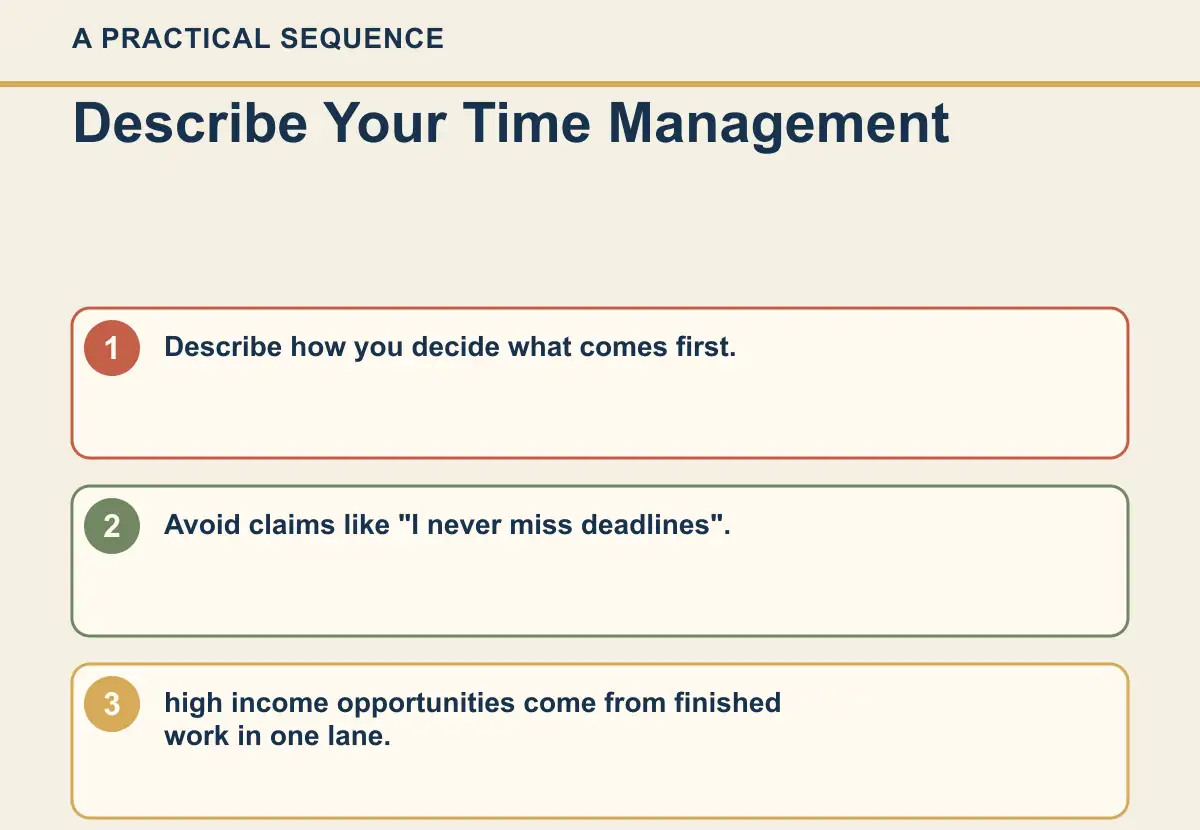 A PRACTICAL SEQUENCE
Describe Your Time Management
1
Describe how you decide what comes first.
2
Avoid claims like "I never miss deadlines".
3
high income opportunities come from finished
work in one lane.